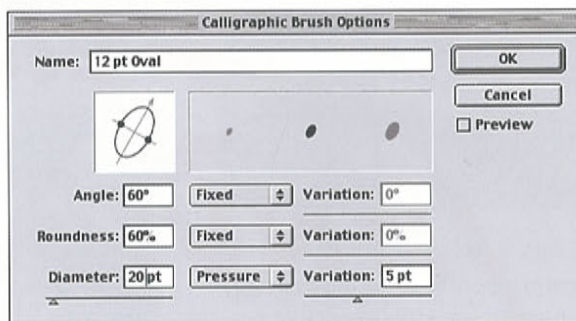 Calligraphic Brush Options
Name: 12 pt Oval
OK
Cancel
Preview
Angle: 60° Fixed Variation: 0°
Roundness: 60% Fixed Variation: 0%
Diameter: 20 pt Pressure Variation: 5 pt